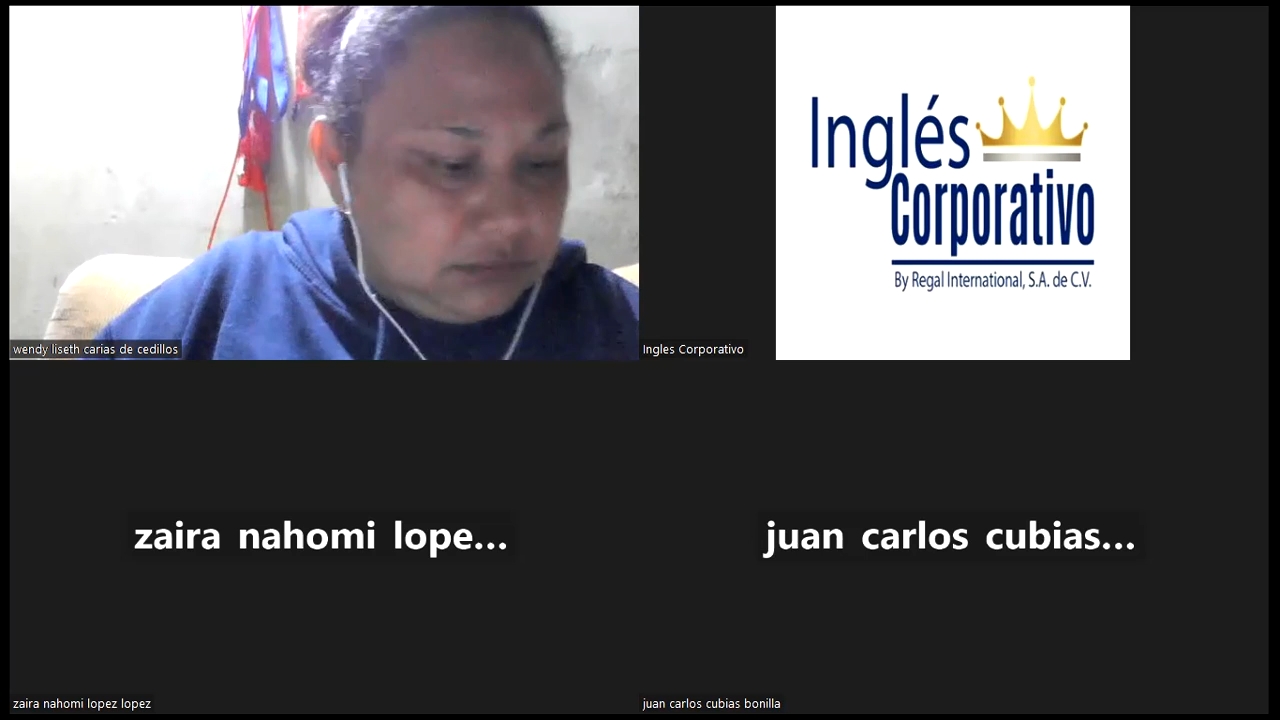 Inglés
Corporativo
By Regal International, S.A. de C.V.
wendy liseth carias de cedillos
Ingles Corporativo
zaira nahomi lope...
juan carlos cubias...
zaira nahomi lopez lopez
juan carlos cubias bonilla